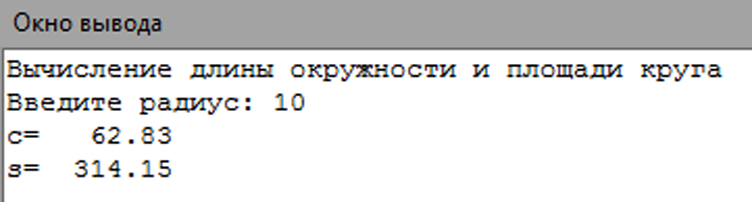 Окно вывода
Вычисление длины окружности и площади круга
Введите радиус: 10
c=   62.83
s=  314.15